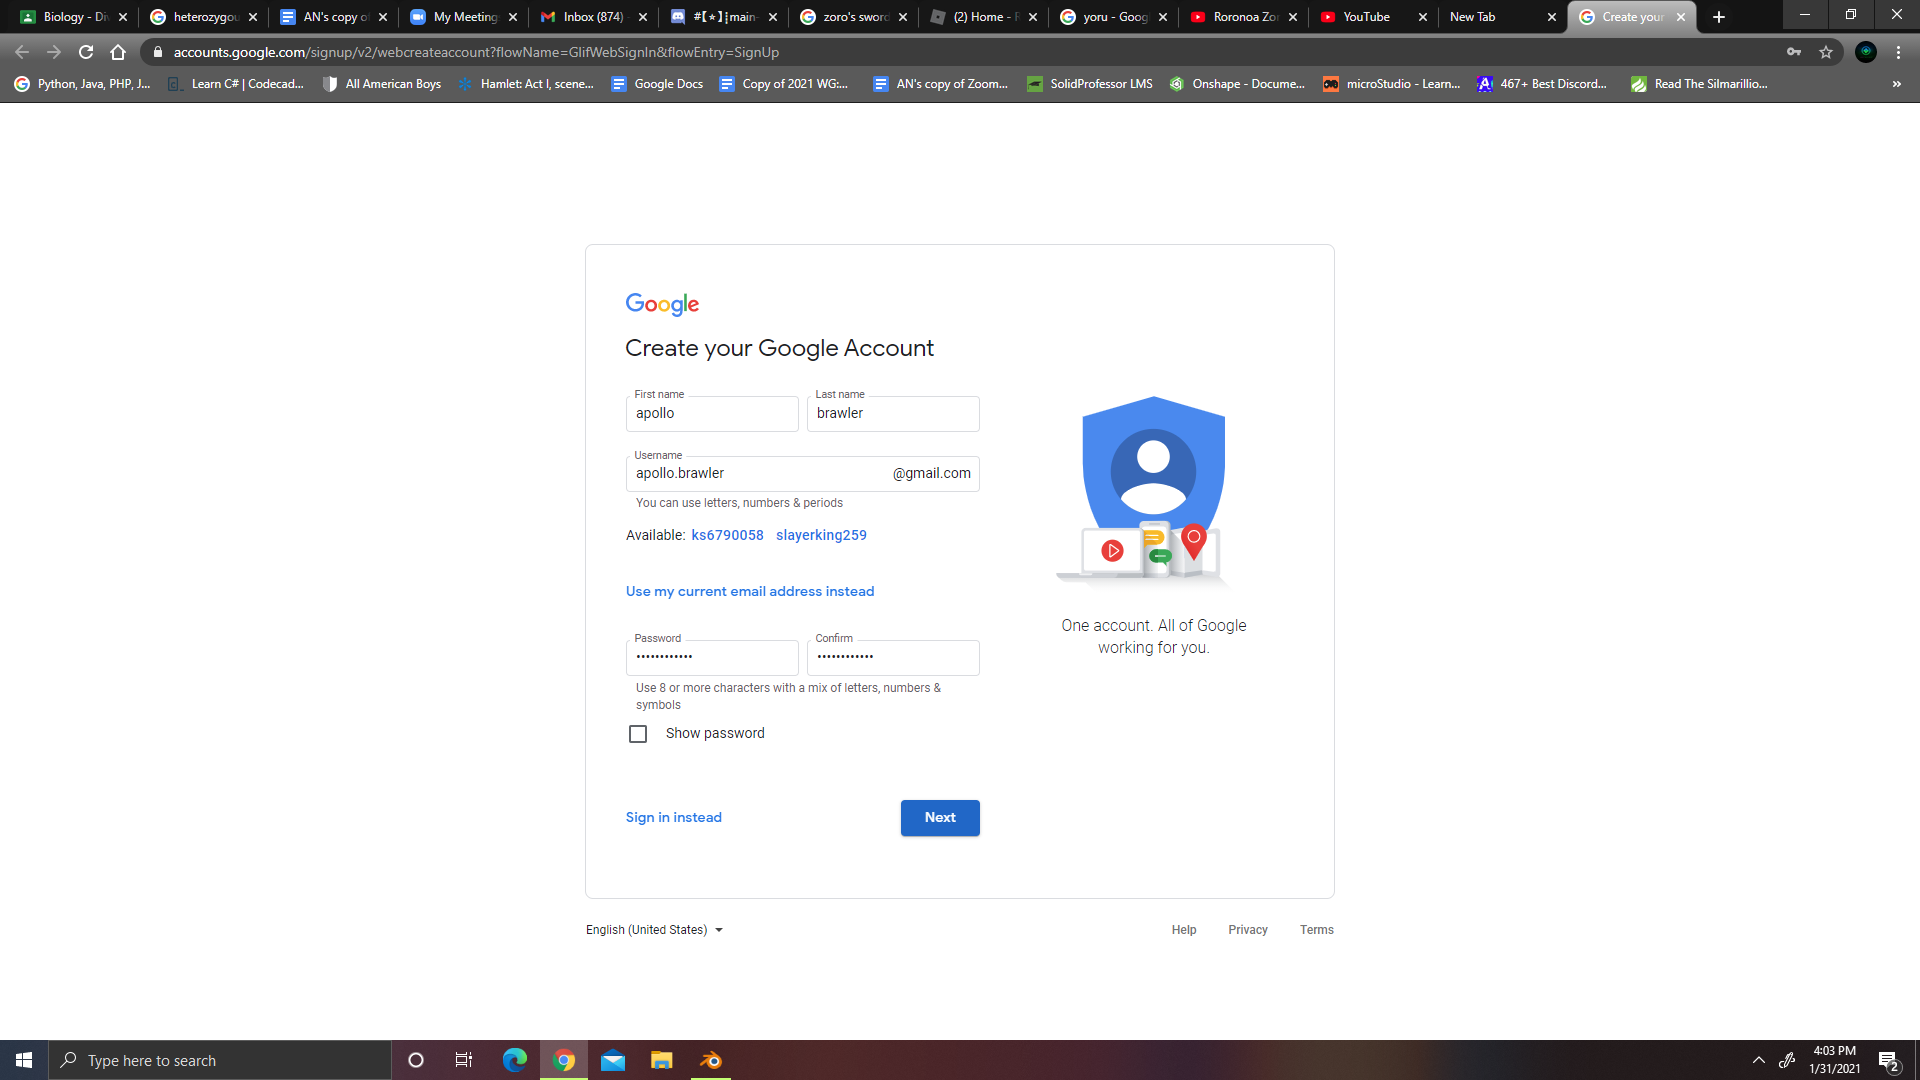 Biology - Di
heterozygou
AN's copy o
My Meeting
Inbox (874)
main-
zoro's sword
(2) Home - R
yoru - Goog
Roronoa Zor
YouTube
New Tab
Create your
accounts.google.com/signup/v2/webcreateaccount?flowName=GlifWebSignIn&flowEntry=SignUp
Python, Java, PHP, J...
Learn C# | Codecad...
All American Boys
Hamlet: Act I, scene...
Google Docs
Copy of 2021 WG:...
AN's copy of Zoom...
SolidProfessor LMS
Onshape - Docume...
microStudio - Learn...
467+ Best Discord...
Read The Silmarillio...
»
Google
Create your Google Account
First name
Last name
apollo
brawler
Username
apollo.brawler
@gmail.com
You can use letters, numbers & periods
Available: ks6790058 slayerking259
Use my current email address instead
Password
Confirm
••••••••••••
••••••••••••
Use 8 or more characters with a mix of letters, numbers &
symbols
Show password
Sign in instead
Next
One account. All of Google
working for you.
English (United States)
Help
Privacy
Terms
Type here to search
4:03 PM
1/31/2021
2